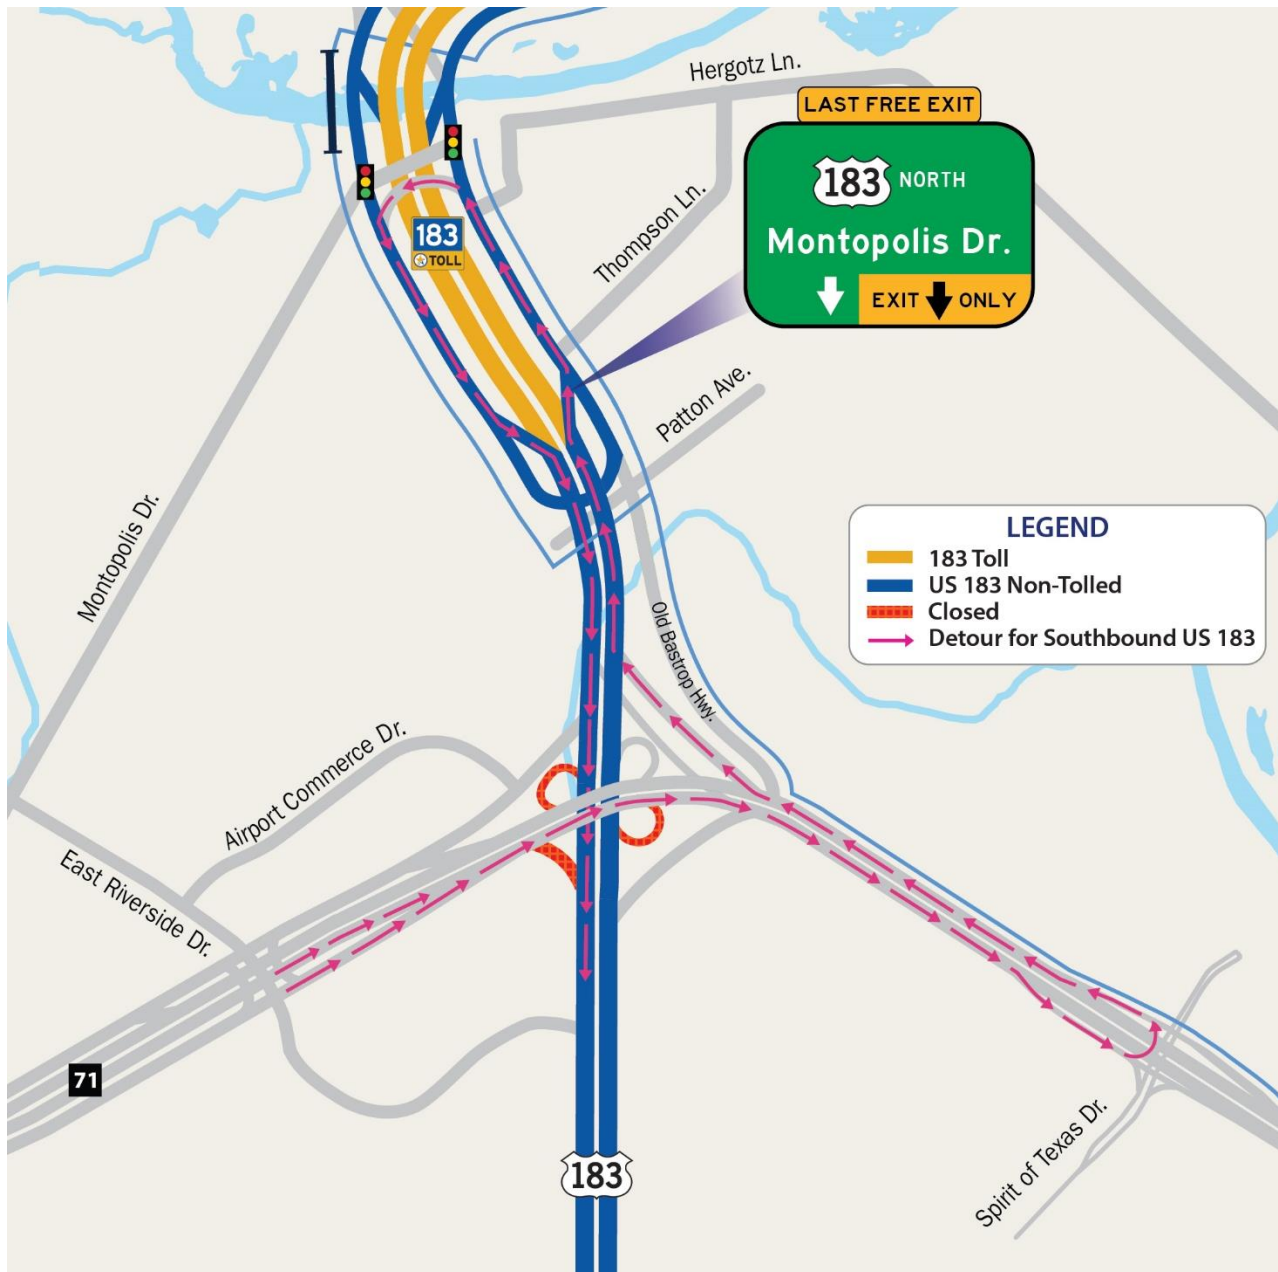 Hergotz Ln.
LAST FREE EXIT
183 NORTH
Montopolis Dr.
EXIT ONLY
Thompson Ln.
183
TOLL
Patton Ave.
Montopolis Dr.
LEGEND
183 Toll
US 183 Non-Tolled
Closed
Detour for Southbound US 183
Old Bastrop Hwy.
Airport Commerce Dr.
East Riverside Dr.
71
Spirit of Texas Dr.
183